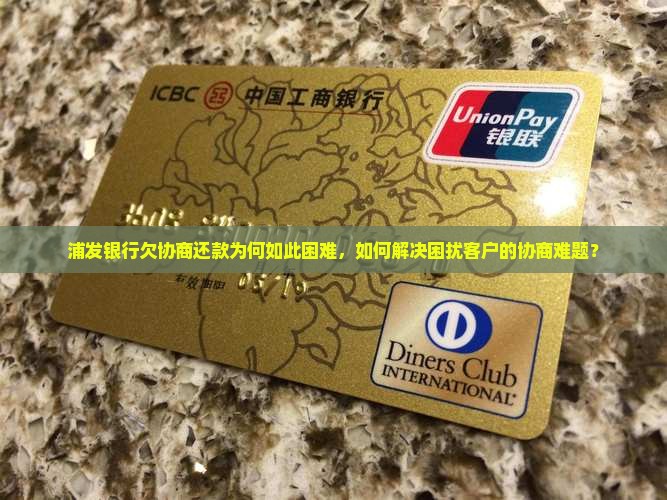 ICBC 中国工商银行
UnionPay
银联
浦发银行欠协商还款为何如此困难，如何解决困扰客户的协商难题？
Diners Club
INTERNATIONAL